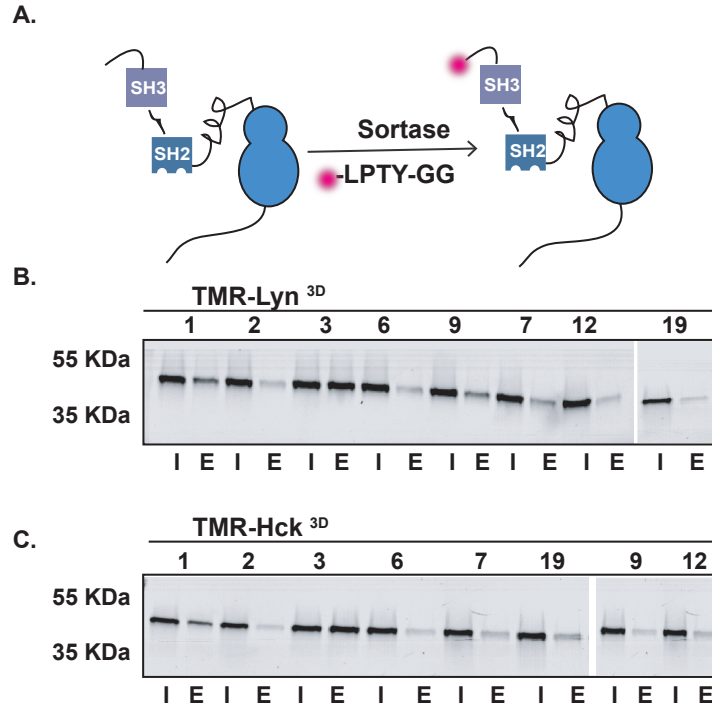 A.
SH3
SH2
Sortase
-LPTY-GG
SH3
SH2
B.
TMR-Lyn 3D
1 2 3 6 9 7 12 19
55 KDa
35 KDa
I E I E I E I E I E I E I E I E
C.
TMR-Hck 3D
1 2 3 6 7 19 9 12
55 KDa
35 KDa
I E I E I E I E I E I E I E I E